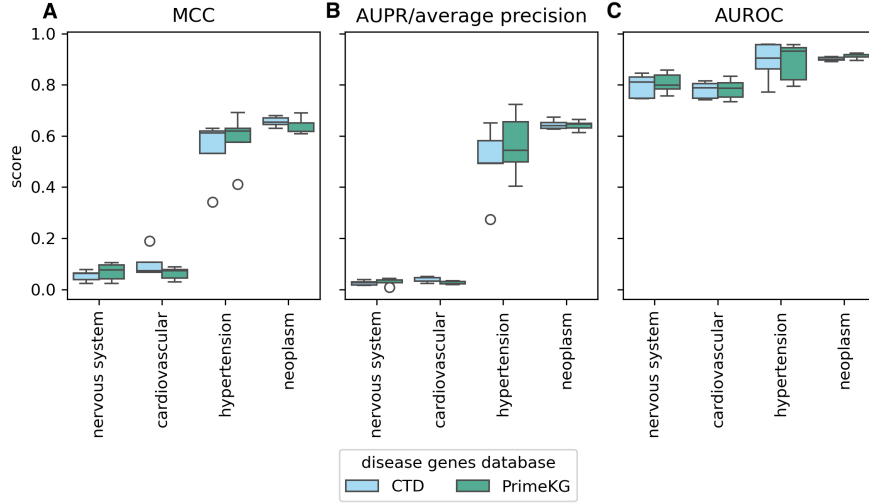 A MCC
B AUPR/average precision
C AUROC
score
1.0
0.8
0.6
0.4
0.2
0.0
nervous system
cardiovascular
hypertension
neoplasm
nervous system
cardiovascular
hypertension
neoplasm
nervous system
cardiovascular
hypertension
neoplasm
disease genes database
CTD PrimeKG